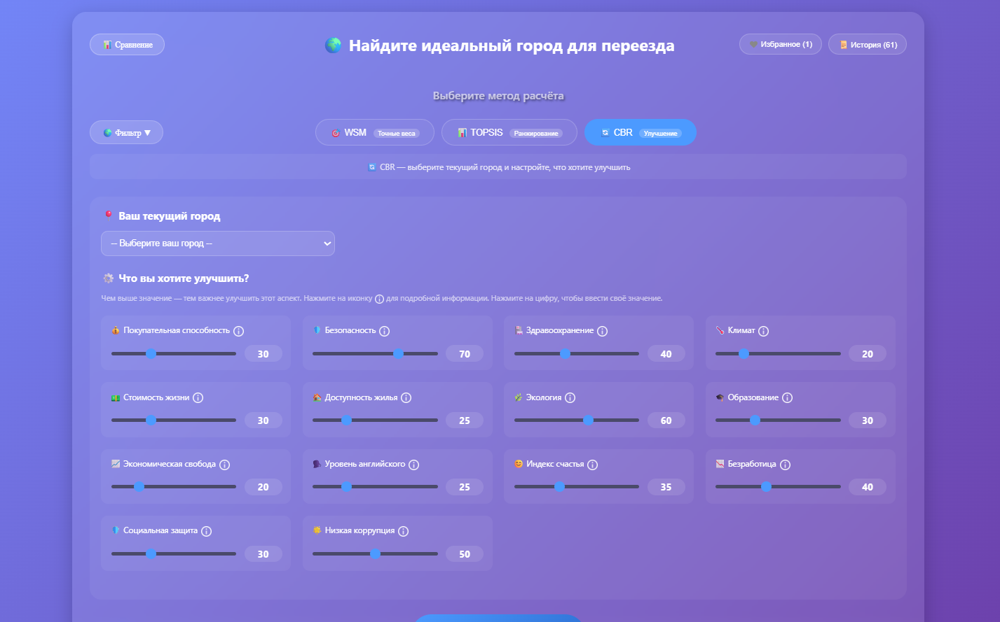 Сравнение
Найдите идеальный город для переезда
Избранное (1)
История (61)
Выберите метод расчёта
Фильтр ▼
WSM Точные веса
TOPSIS Ранжирование
CBR Улучшение
CBR — выберите текущий город и настройте, что хотите улучшить
Ваш текущий город
-- Выберите ваш город --
Что вы хотите улучшить?
Чем выше значение — тем важнее улучшить этот аспект. Нажмите на иконку ⓘ для подробной информации. Нажмите на цифру, чтобы ввести своё значение.
Покупательная способность ⓘ
30
Безопасность ⓘ
70
Здравоохранение ⓘ
40
Климат ⓘ
20
Стоимость жизни ⓘ
30
Доступность жилья ⓘ
25
Экология ⓘ
60
Образование ⓘ
30
Экономическая свобода ⓘ
20
Уровень английского ⓘ
25
Индекс счастья ⓘ
35
Безработица ⓘ
40
Социальная защита ⓘ
30
Низкая коррупция ⓘ
50